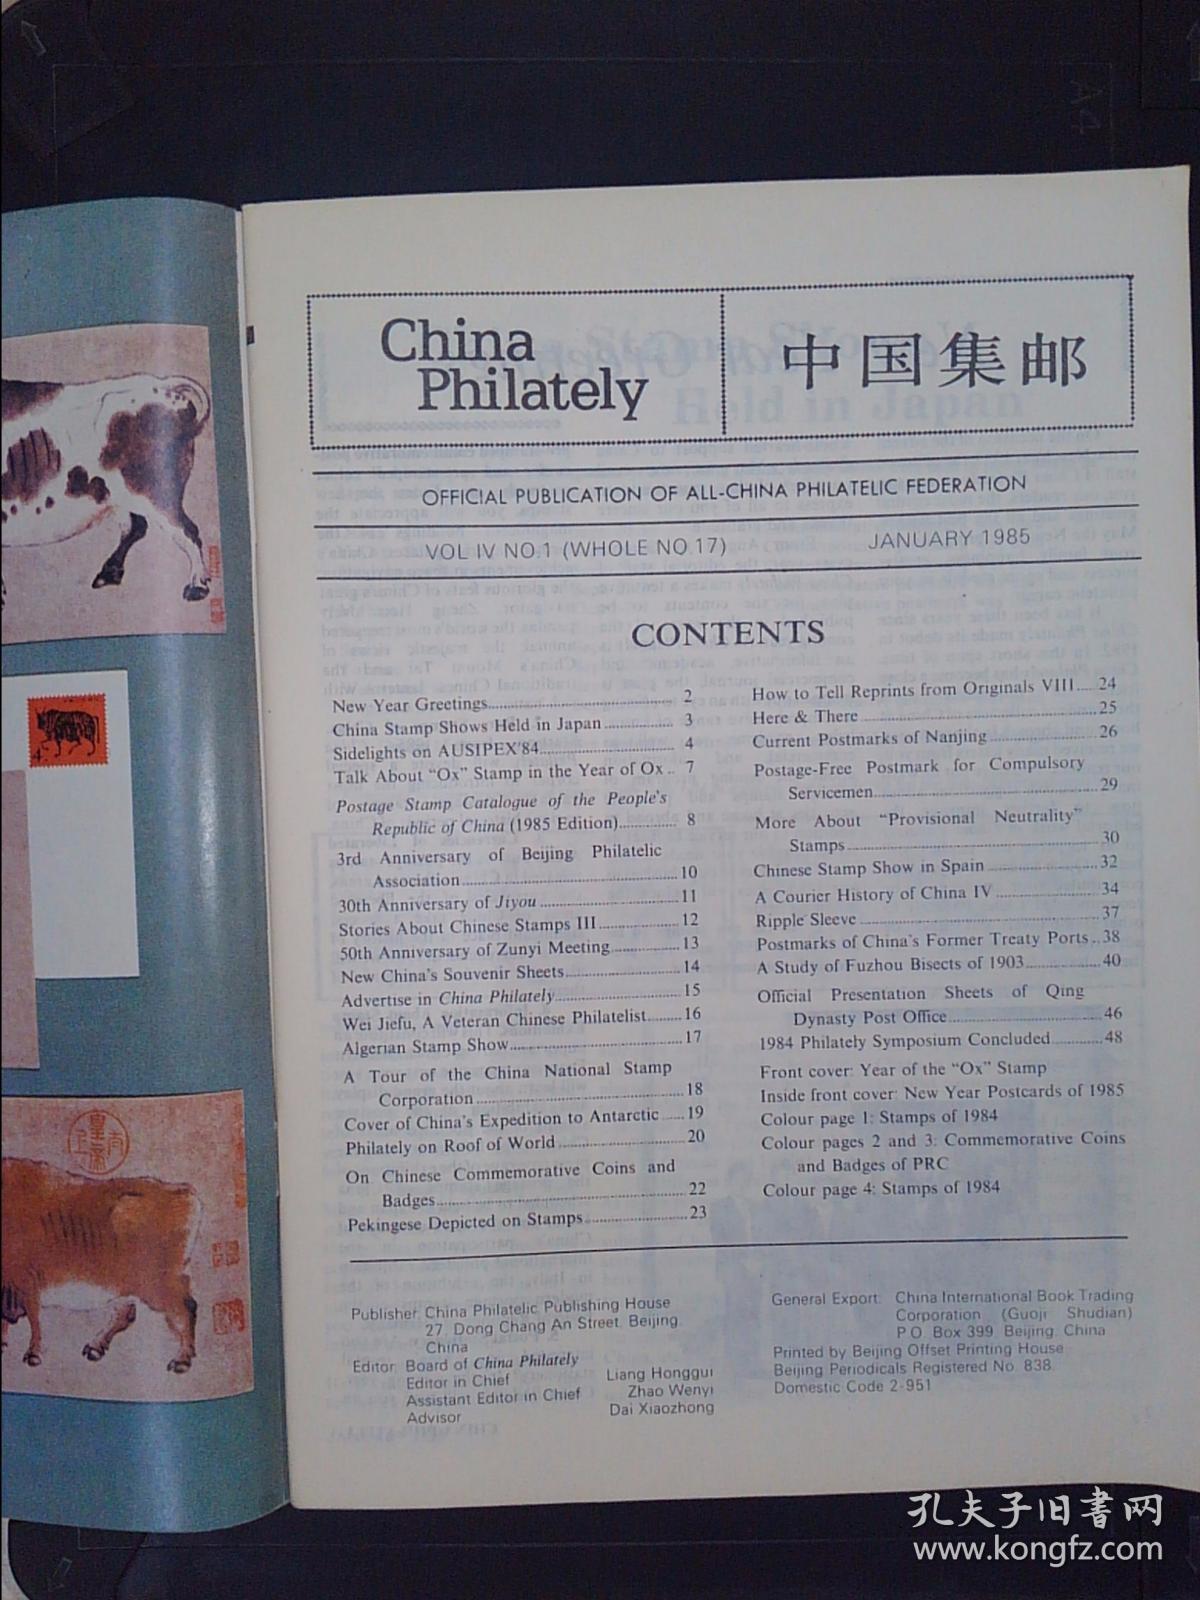 China
Philately
中国集邮
OFFICIAL PUBLICATION OF ALL-CHINA PHILATELIC FEDERATION
VOL IV NO.1 (WHOLE NO.17) JANUARY 1985
CONTENTS
New Year Greetings 2
China Stamp Shows Held in Japan 3
Sidelights on AUSIPEX'84 4
Talk About “Ox” Stamp in the Year of Ox 7
Postage Stamp Catalogue of the People's
Republic of China (1985 Edition) 8
3rd Anniversary of Beijing Philatelic
Association 10
30th Anniversary of Jiyou 11
Stories About Chinese Stamps III 12
50th Anniversary of Zunyi Meeting 13
New China's Souvenir Sheets 14
Advertise in China Philately 15
Wei Jiefu, A Veteran Chinese Philatelist 16
Algerian Stamp Show 17
A Tour of the China National Stamp
Corporation 18
Cover of China's Expedition to Antarctic 19
Philately on Roof of World 20
On Chinese Commemorative Coins and
Badges 22
Pekingese Depicted on Stamps 23
How to Tell Reprints from Originals VIII 24
Here & There 25
Current Postmarks of Nanjing 26
Postage-Free Postmark for Compulsory
Servicemen 29
More About “Provisional Neutrality”
Stamps 30
Chinese Stamp Show in Spain 32
A Courier History of China IV 34
Ripple Sleeve 37
Postmarks of China's Former Treaty Ports 38
A Study of Fuzhou Bisects of 1903 40
Official Presentation Sheets of Qing
Dynasty Post Office 46
1984 Philately Symposium Concluded 48
Front cover: Year of the “Ox” Stamp
Inside front cover: New Year Postcards of 1985
Colour page 1: Stamps of 1984
Colour pages 2 and 3: Commemorative Coins
and Badges of PRC
Colour page 4: Stamps of 1984
Publisher: China Philatelic Publishing House
27, Dong Chang An Street, Beijing,
China
Editor: Board of China Philately
Editor in Chief Liang Honggui
Assistant Editor in Chief Zhao Wenyi
Advisor Dai Xiaozhong
General Export: China International Book Trading
Corporation (Guoji Shudian)
P.O. Box 399, Beijing, China
Printed by Beijing Offset Printing House
Beijing Periodicals Registered No. 838
Domestic Code 2-951
A4
孔夫子旧书网
www.kongfz.com